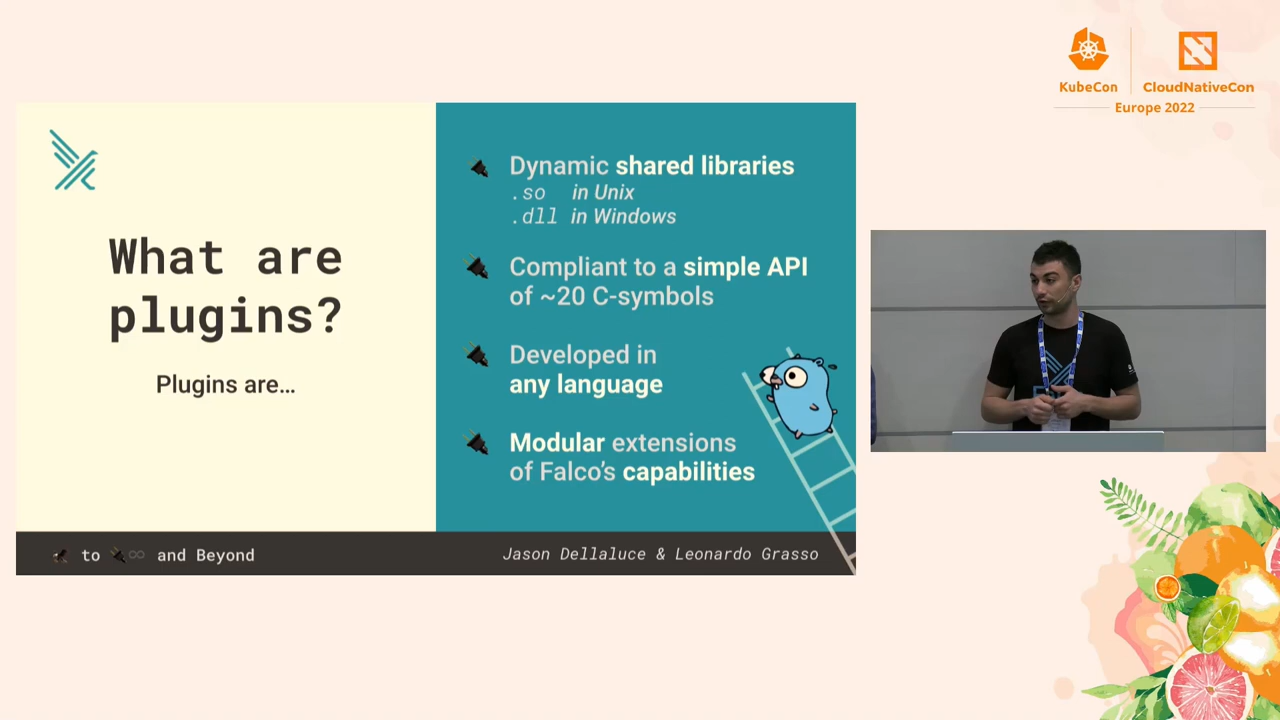 KubeCon
CloudNativeCon
Europe 2022
What are
plugins?
Plugins are...
Dynamic shared libraries
.so in Unix
.dll in Windows
Compliant to a simple API
of ~20 C-symbols
Developed in
any language
Modular extensions
of Falco's capabilities
to ∞ and Beyond
Jason Dellaluce & Leonardo Grasso